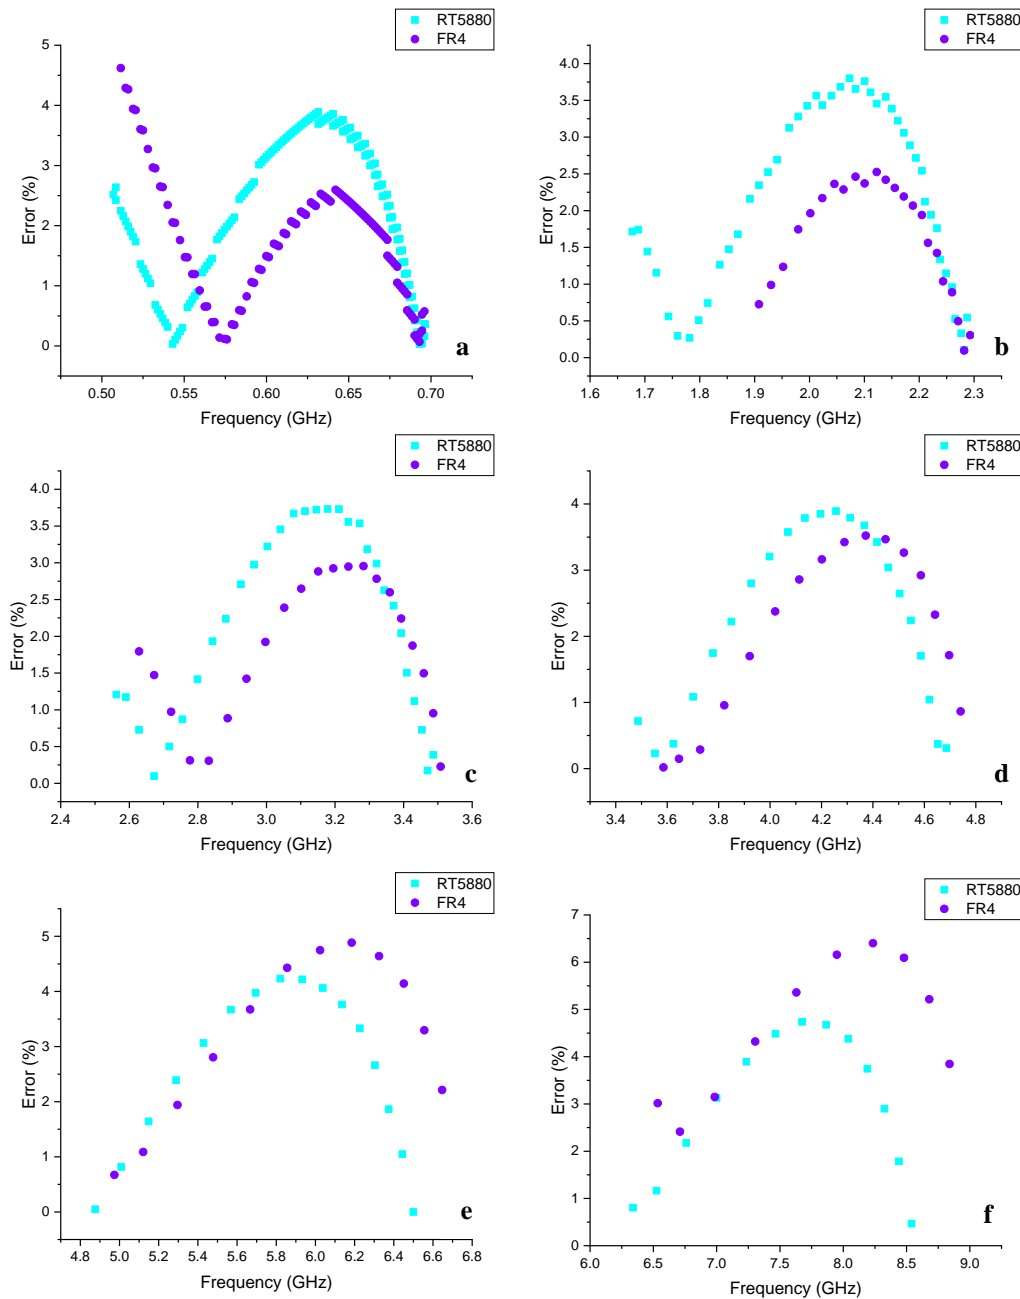 RT5880
FR4
5
4
3
2
1
0
Error (%)
0.50 0.55 0.60 0.65 0.70
Frequency (GHz)
a
RT5880
FR4
4.0
3.5
3.0
2.5
2.0
1.5
1.0
0.5
0.0
Error (%)
1.6 1.7 1.8 1.9 2.0 2.1 2.2 2.3
Frequency (GHz)
b
RT5880
FR4
4.0
3.5
3.0
2.5
2.0
1.5
1.0
0.5
0.0
Error (%)
2.4 2.6 2.8 3.0 3.2 3.4 3.6
Frequency (GHz)
c
RT5880
FR4
4
3
2
1
0
Error (%)
3.4 3.6 3.8 4.0 4.2 4.4 4.6 4.8
Frequency (GHz)
d
RT5880
FR4
5
4
3
2
1
0
Error (%)
4.8 5.0 5.2 5.4 5.6 5.8 6.0 6.2 6.4 6.6 6.8
Frequency (GHz)
e
RT5880
FR4
7
6
5
4
3
2
1
0
Error (%)
6.0 6.5 7.0 7.5 8.0 8.5 9.0
Frequency (GHz)
f